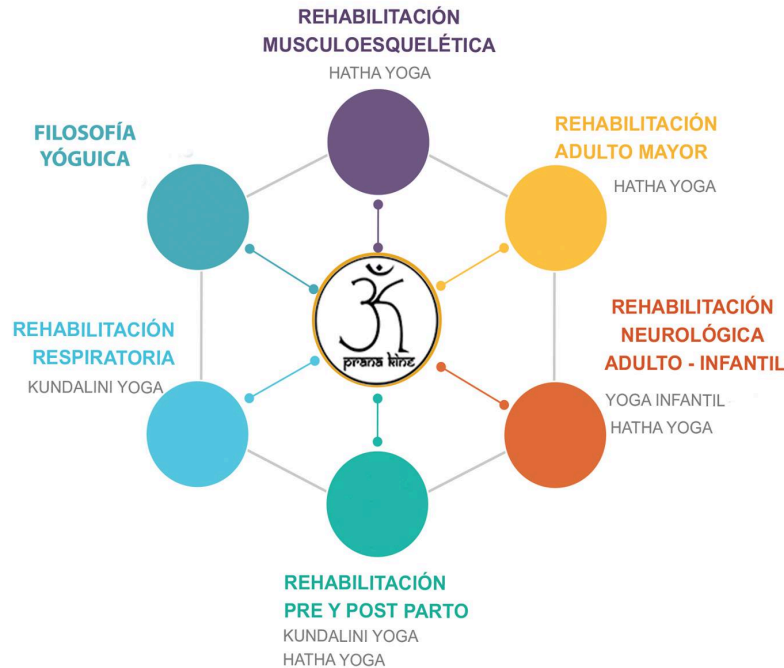 REHABILITACIÓN
MUSCULOESQUELÉTICA
HATHA YOGA
FILOSOFÍA
YÓGUICA
REHABILITACIÓN
ADULTO MAYOR
HATHA YOGA
prana kine
REHABILITACIÓN
RESPIRATORIA
KUNDALINI YOGA
REHABILITACIÓN
NEUROLÓGICA
ADULTO - INFANTIL
YOGA INFANTIL
HATHA YOGA
REHABILITACIÓN
PRE Y POST PARTO
KUNDALINI YOGA
HATHA YOGA